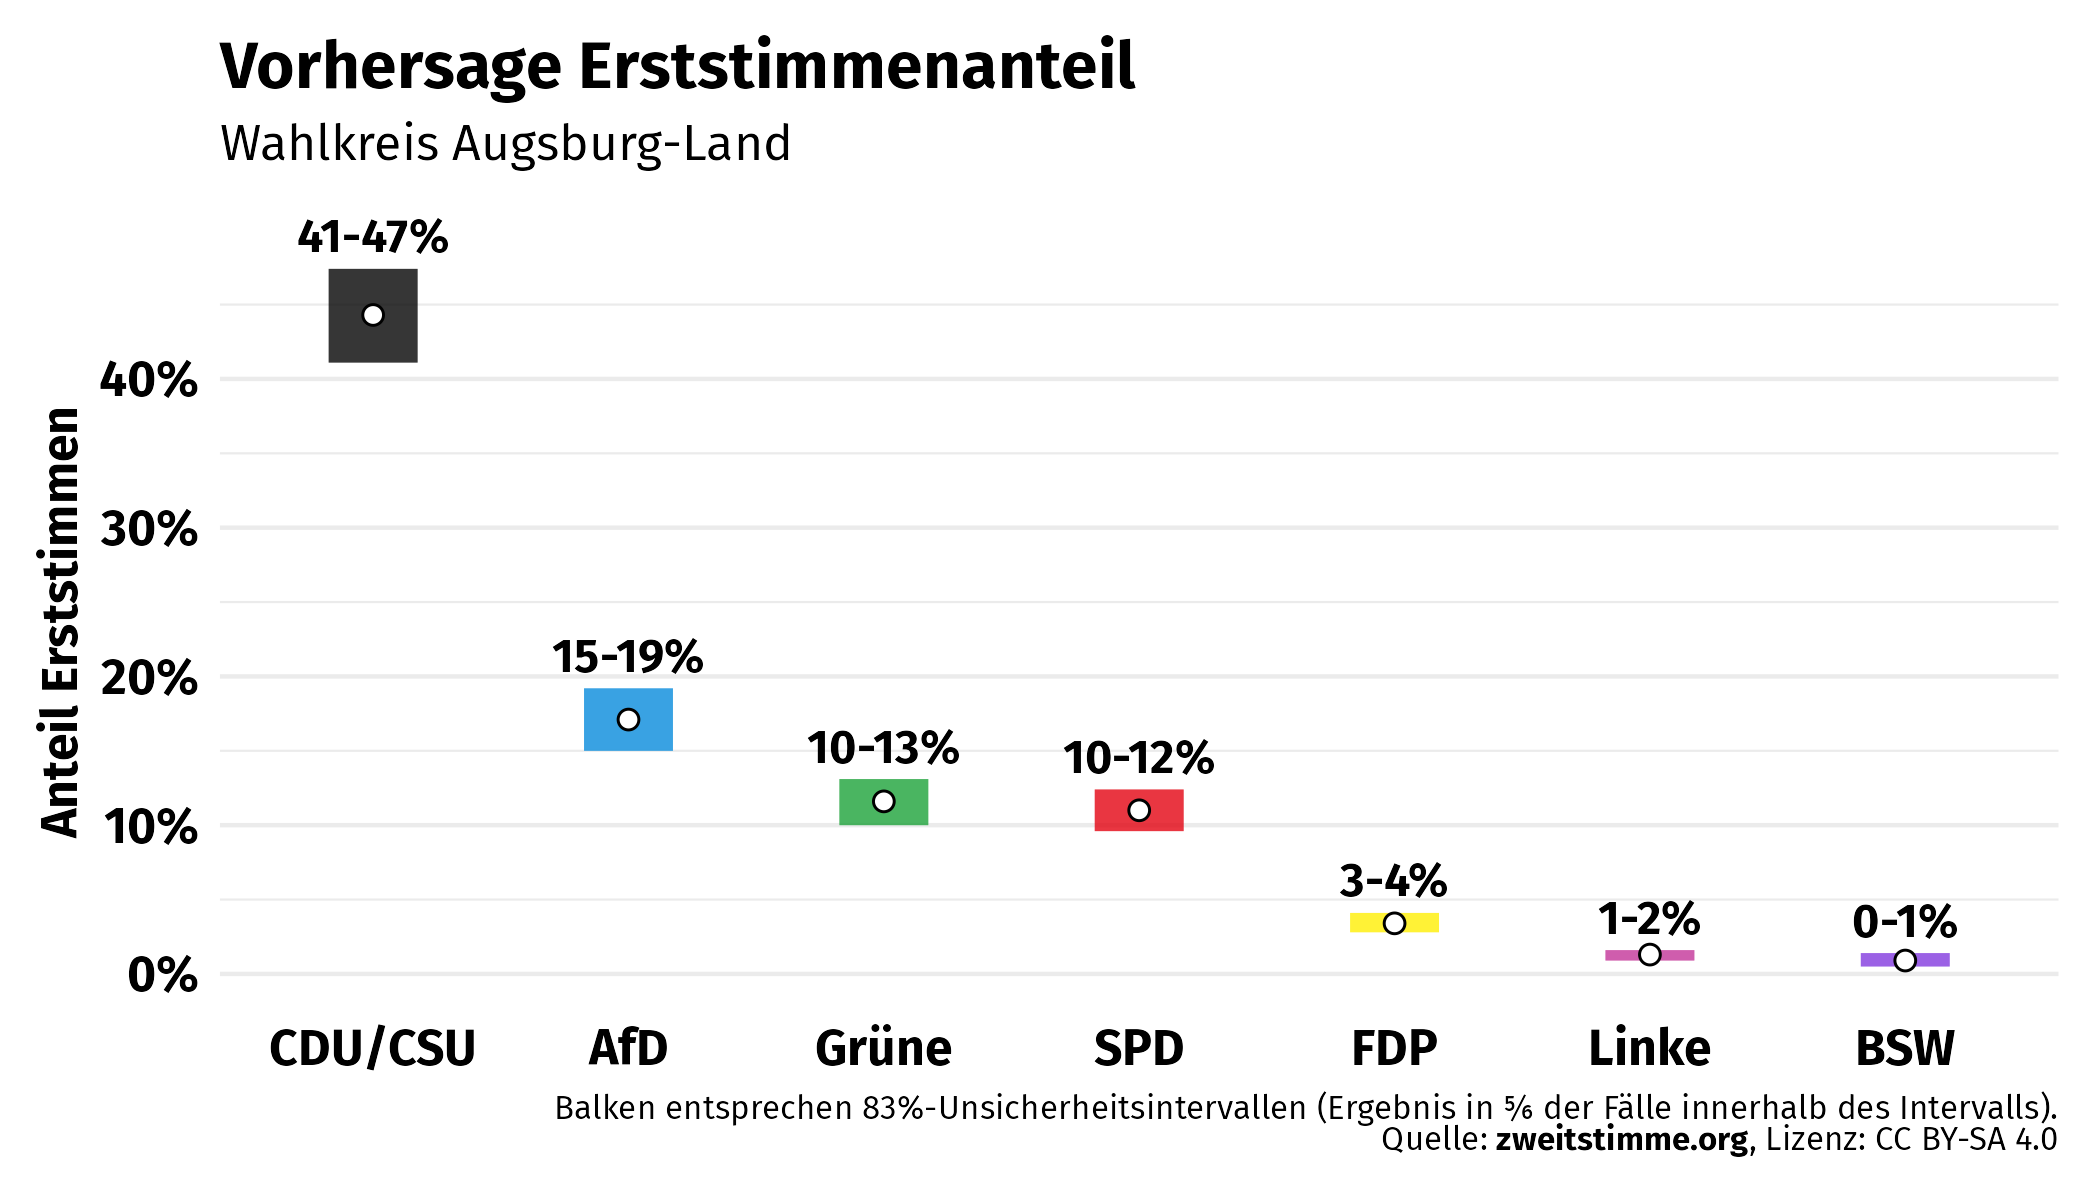 Vorhersage Erststimmenanteil
Wahlkreis Augsburg-Land
41-47%
40%
30%
15-19%
20%
10-13%
10-12%
10%
3-4%
1-2%
0-1%
0%
Anteil Erststimmen
CDU/CSU AfD Grüne SPD FDP Linke BSW
Balken entsprechen 83%-Unsicherheitsintervallen (Ergebnis in ⅚ der Fälle innerhalb des Intervalls).
Quelle: zweitstimme.org, Lizenz: CC BY-SA 4.0